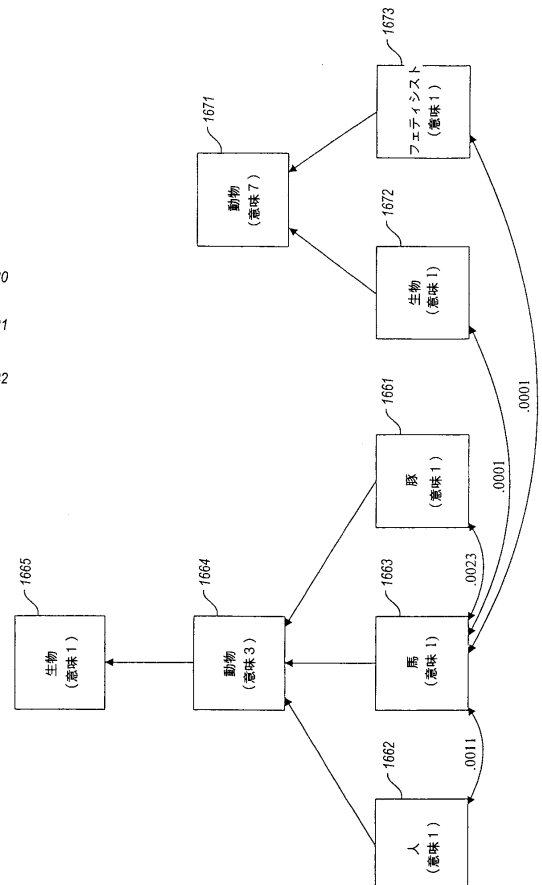 1665
生物
(意味1)
1664
動物
(意味3)
1671
動物
(意味7)
1662
人
(意味1)
1663
馬
(意味1)
1661
豚
(意味1)
1672
生物
(意味1)
1673
フェティシスト
(意味1)
.0011
.0023
.0001
.0001